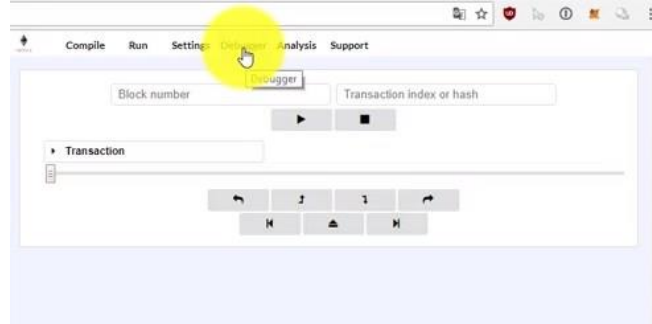 Compile Run Settings Debugger Analysis Support
Debugger
Block number Transaction index or hash
Transaction